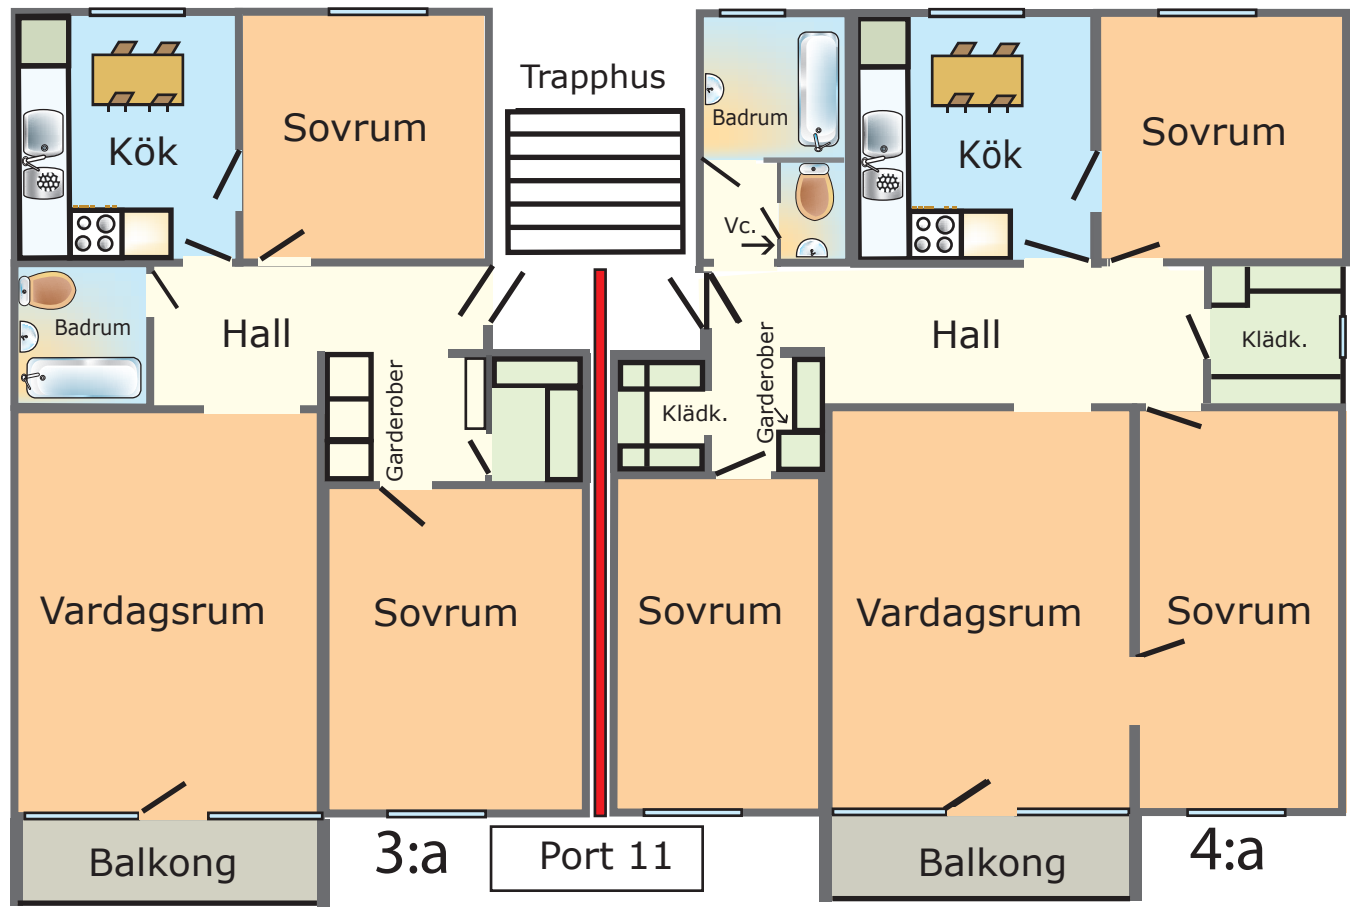 Trapphus
Kök
Sovrum
Badrum
Hall
Garderober
Vardagsrum
Sovrum
Balkong
3:a
Port 11
Badrum
Vc.
Kök
Sovrum
Hall
Klädk.
Klädk.
Garderober
Sovrum
Vardagsrum
Sovrum
Balkong
4:a